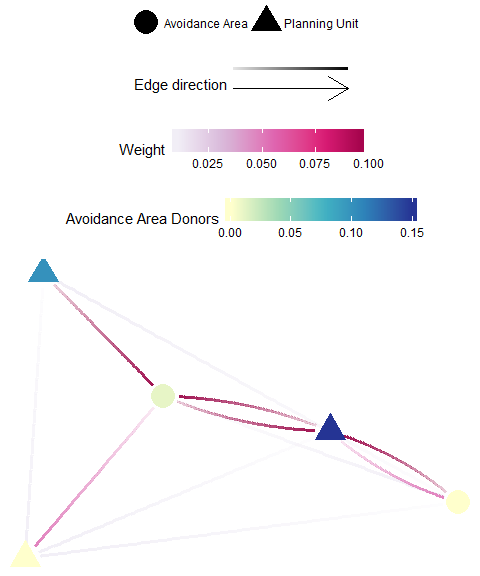 Avoidance Area Planning Unit
Edge direction
Weight
0.025 0.050 0.075 0.100
Avoidance Area Donors
0.00 0.05 0.10 0.15